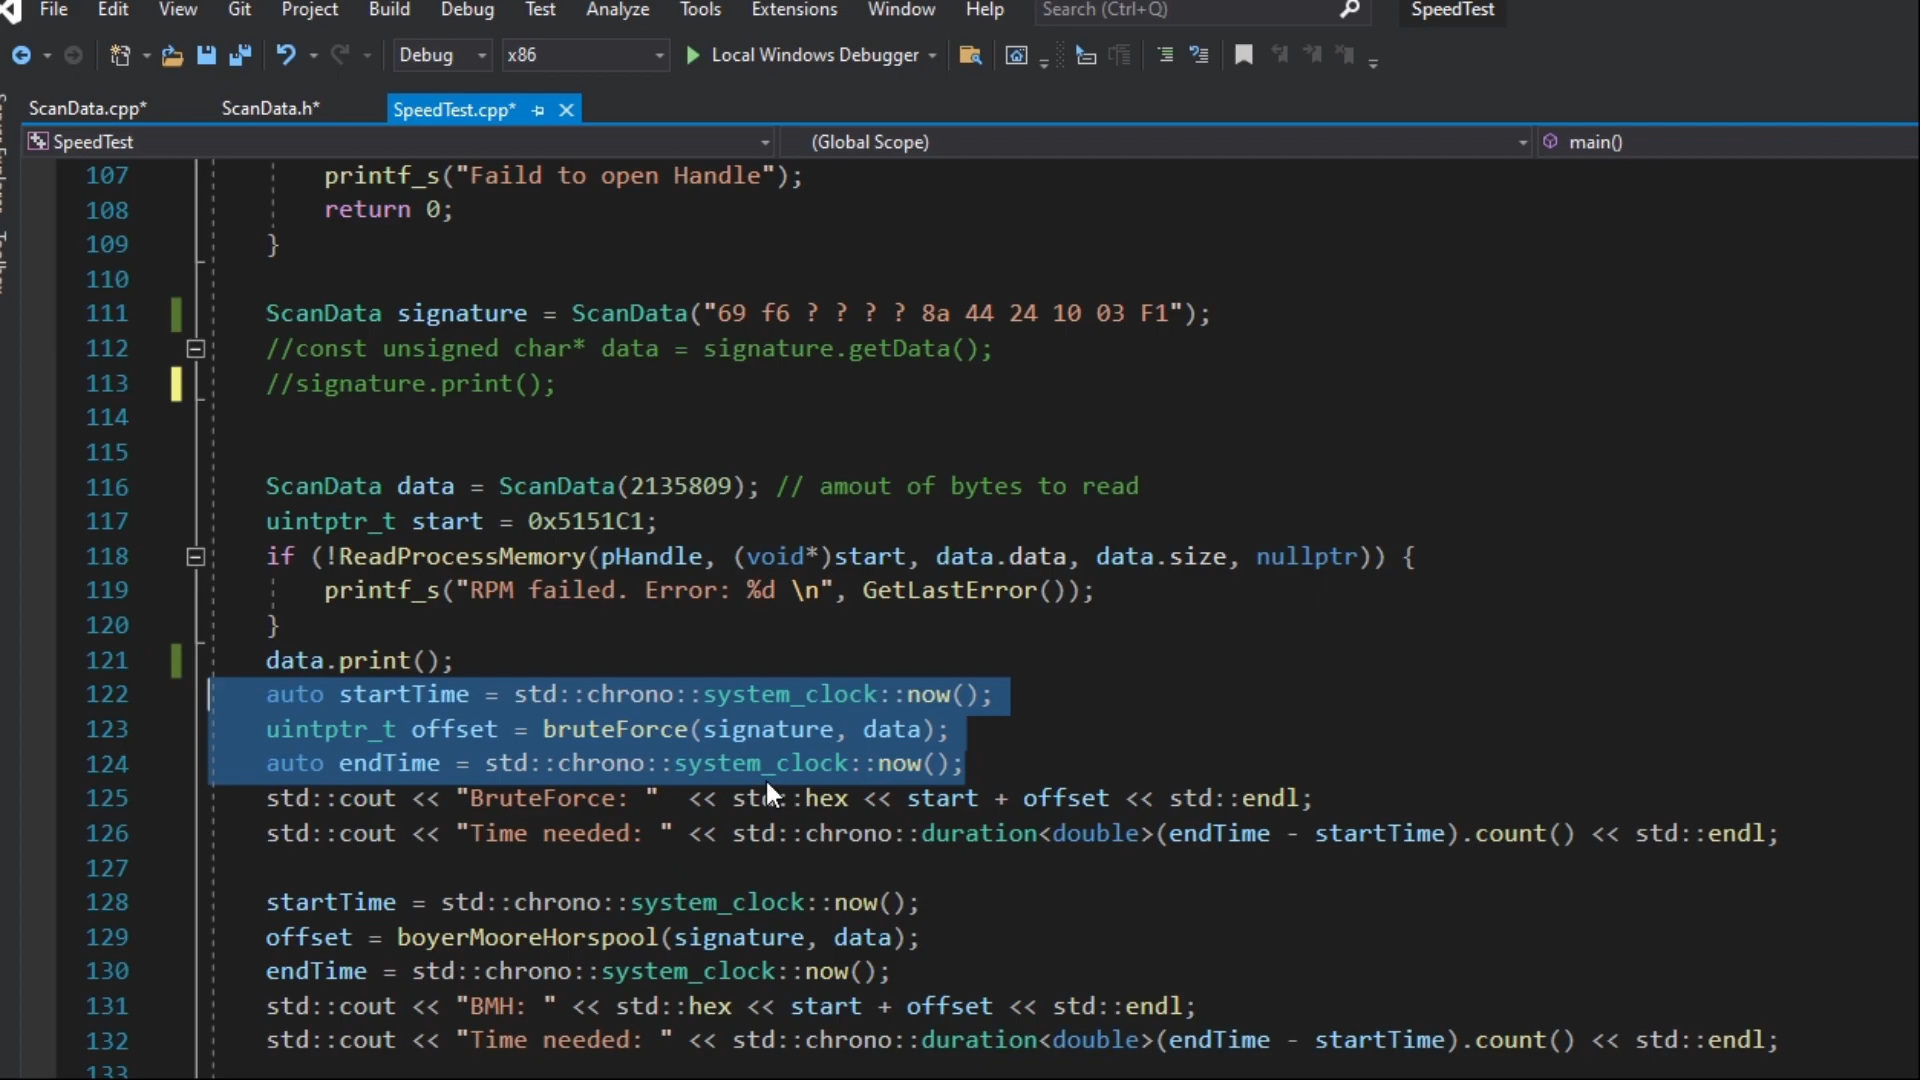 File Edit View Git Project Build Debug Test Analyze Tools Extensions Window Help Search (Ctrl+Q) SpeedTest
Debug x86 Local Windows Debugger
ScanData.cpp* ScanData.h* SpeedTest.cpp*
SpeedTest (Global Scope) main()
107 printf_s("Faild to open Handle");
108 return 0;
109 }
110
111 ScanData signature = ScanData("69 f6 ? ? ? ? 8a 44 24 10 03 F1");
112 //const unsigned char* data = signature.getData();
113 //signature.print();
114
115
116 ScanData data = ScanData(2135809); // amout of bytes to read
117 uintptr_t start = 0x5151C1;
118 if (!ReadProcessMemory(pHandle, (void*)start, data.data, data.size, nullptr)) {
119 printf_s("RPM failed. Error: %d \n", GetLastError());
120 }
121 data.print();
122 auto startTime = std::chrono::system_clock::now();
123 uintptr_t offset = bruteForce(signature, data);
124 auto endTime = std::chrono::system_clock::now();
125 std::cout << "BruteForce: " << std::hex << start + offset << std::endl;
126 std::cout << "Time needed: " << std::chrono::duration<double>(endTime - startTime).count() << std::endl;
127
128 startTime = std::chrono::system_clock::now();
129 offset = boyerMooreHorspool(signature, data);
130 endTime = std::chrono::system_clock::now();
131 std::cout << "BMH: " << std::hex << start + offset << std::endl;
132 std::cout << "Time needed: " << std::chrono::duration<double>(endTime - startTime).count() << std::endl;
133